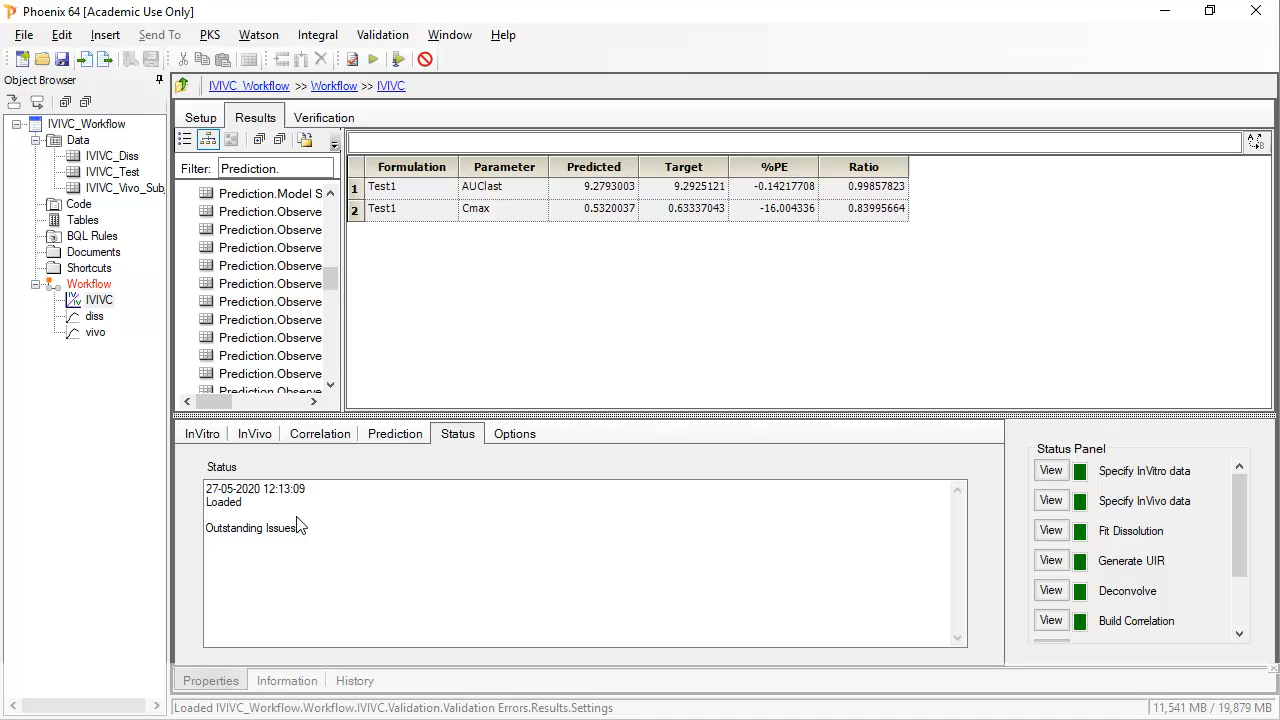 Phoenix 64 [Academic Use Only]
File Edit Insert Send To PKS Watson Integral Validation Window Help
Object Browser
IVIVC_Workflow >> Workflow >> IVIVC
IVIVC_Workflow
Data
IVIVC_Diss
IVIVC_Test
IVIVC_Vivo_Sub
Code
Tables
BQL Rules
Documents
Shortcuts
Workflow
IVIVC
diss
vivo
Setup Results Verification
Filter: Prediction.
Prediction.Model S
Prediction.Observe
Prediction.Observe
Prediction.Observe
Prediction.Observe
Prediction.Observe
Prediction.Observe
Prediction.Observe
Prediction.Observe
Prediction.Observe
Prediction.Observe
Prediction.Observe
Formulation Parameter Predicted Target %PE Ratio
1 Test1 AUClast 9.2793003 9.2925121 -0.14217708 0.99857823
2 Test1 Cmax 0.5320037 0.63337043 -16.004336 0.83995664
InVitro InVivo Correlation Prediction Status Options
Status
27-05-2020 12:13:09
Loaded
Outstanding Issues
Status Panel
View Specify InVitro data
View Specify InVivo data
View Fit Dissolution
View Generate UIR
View Deconvolve
View Build Correlation
Properties Information History
Loaded IVIVC_Workflow.Workflow.IVIVC.Validation.Validation Errors.Results.Settings
11,541 MB / 19,879 MB